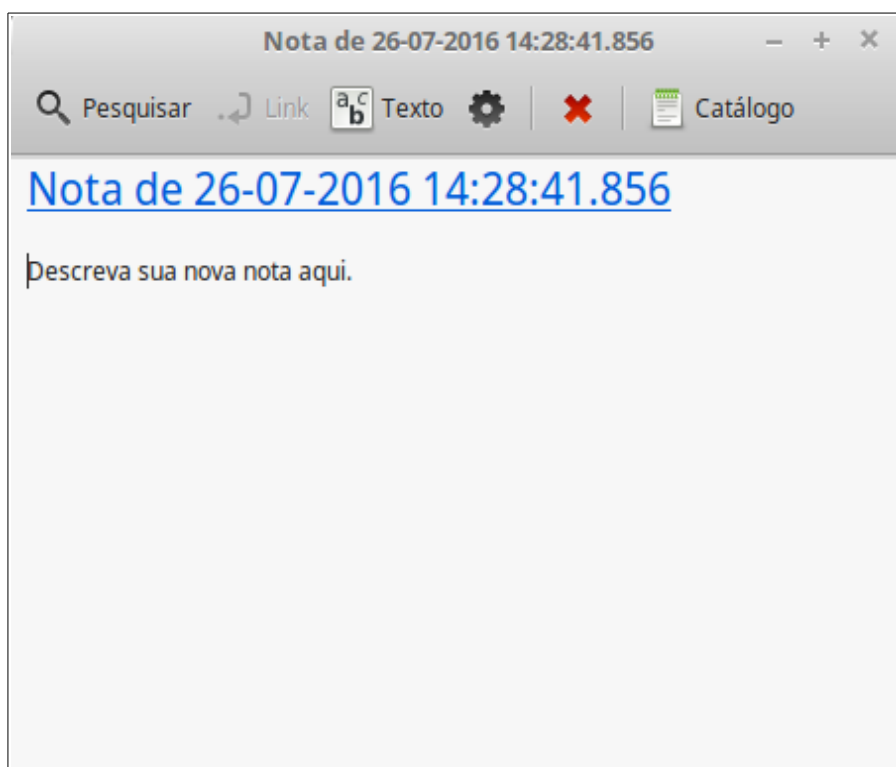 Nota de 26-07-2016 14:28:41.856
Pesquisar Link abc Texto Catálogo
Nota de 26-07-2016 14:28:41.856
Descreva sua nova nota aqui.